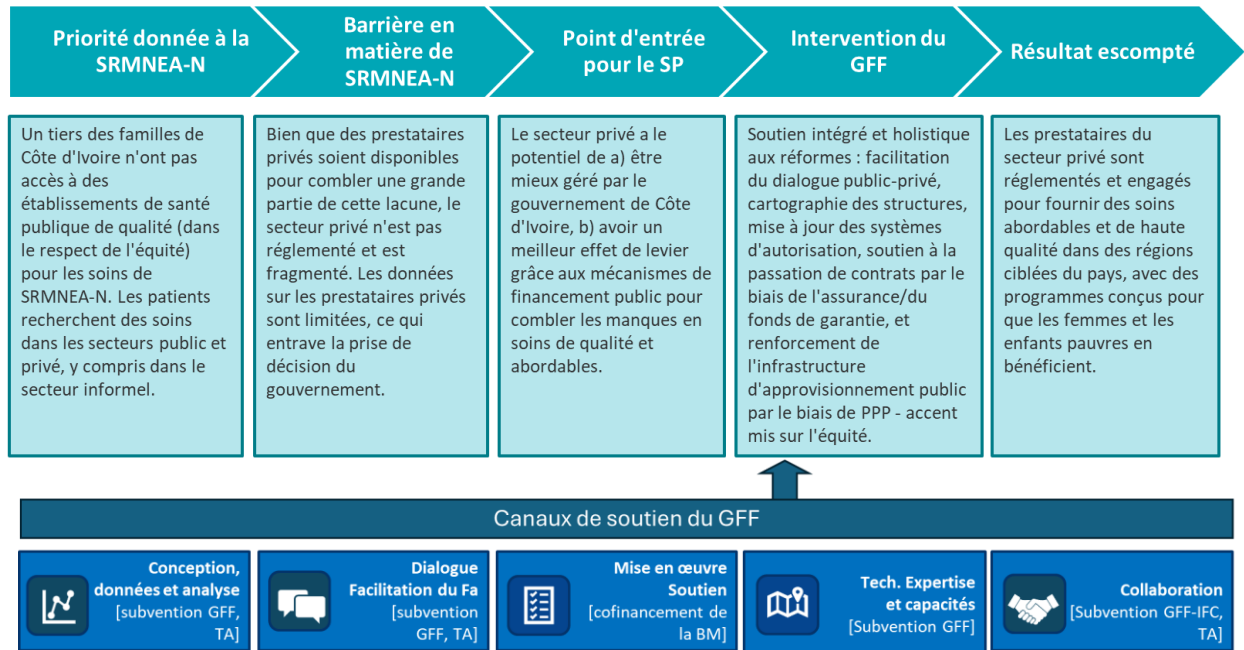 Priorité donnée à la
SRMNEA-N
Barrière en
matière de
SRMNEA-N
Point d'entrée
pour le SP
Intervention du
GFF
Résultat escompté
Un tiers des familles de
Côte d'Ivoire n'ont pas
accès à des
établissements de santé
publique de qualité (dans
le respect de l'équité)
pour les soins de
SRMNEA-N. Les patients
recherchent des soins
dans les secteurs public et
privé, y compris dans le
secteur informel.
Bien que des prestataires
privés soient disponibles
pour combler une grande
partie de cette lacune, le
secteur privé n'est pas
réglementé et est
fragmenté. Les données
sur les prestataires privés
sont limitées, ce qui
entrave la prise de
décision du
gouvernement.
Le secteur privé a le
potentiel de a) être
mieux géré par le
gouvernement de Côte
d'Ivoire, b) avoir un
meilleur effet de levier
grâce aux mécanismes de
financement public pour
combler les manques en
soins de qualité et
abordables.
Soutien intégré et holistique
aux réformes : facilitation
du dialogue public-privé,
cartographie des structures,
mise à jour des systèmes
d'autorisation, soutien à la
passation de contrats par le
biais de l'assurance/du
fonds de garantie, et
renforcement de
l'infrastructure
d'approvisionnement public
par le biais de PPP - accent
mis sur l'équité.
Les prestataires du
secteur privé sont
réglementés et engagés
pour fournir des soins
abordables et de haute
qualité dans des régions
ciblées du pays, avec des
programmes conçus pour
que les femmes et les
enfants pauvres en
bénéficient.
Canaux de soutien du GFF
Conception,
données et analyse
[subvention GFF,
TA]
Dialogue
Facilitation du Fa
[subvention
GFF, TA]
Mise en œuvre
Soutien
[cofinancement de
la BM]
Tech. Expertise
et capacités
[Subvention GFF]
Collaboration
[Subvention GFF-IFC,
TA]